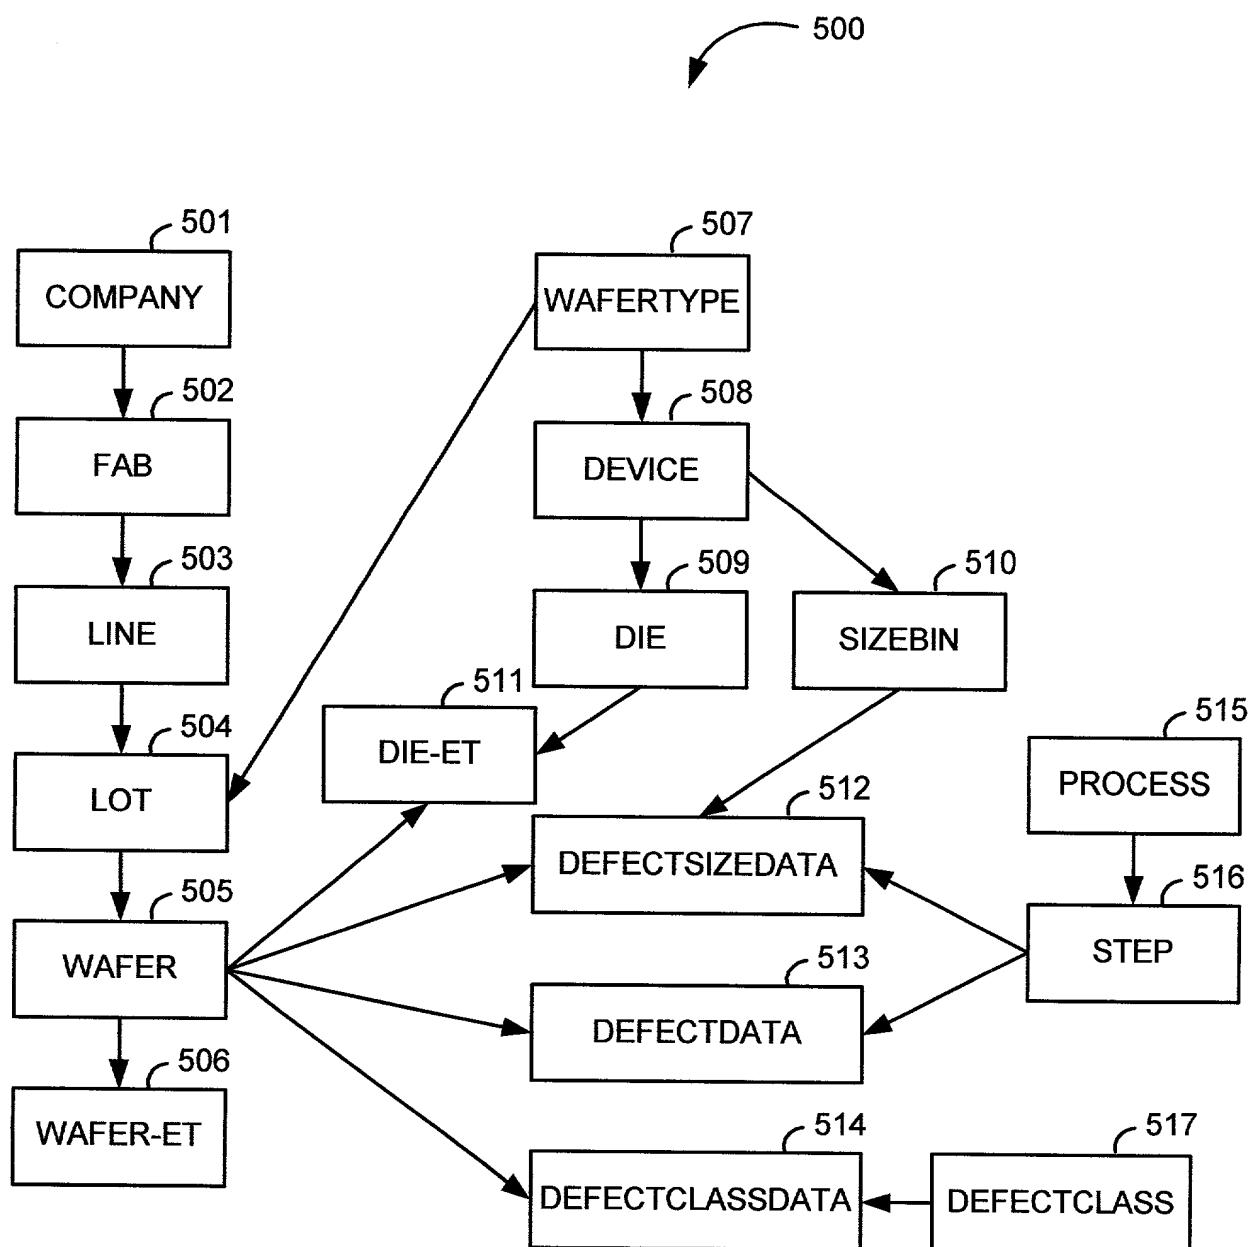 500
501
COMPANY
507
WAFERTYPE
502
FAB
508
DEVICE
503
LINE
509
DIE
510
SIZEBIN
511
DIE-ET
504
LOT
512
DEFECTSIZEDATA
515
PROCESS
505
WAFER
516
STEP
513
DEFECTDATA
506
WAFER-ET
514
DEFECTCLASSDATA
517
DEFECTCLASS